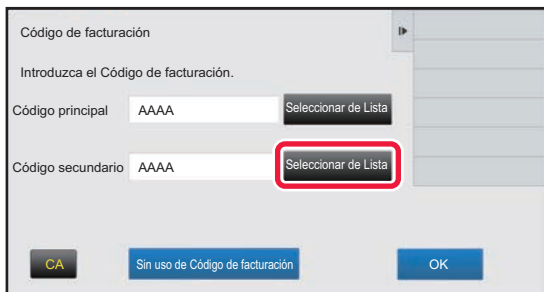 Código de facturación
Introduzca el Código de facturación.
Código principal AAAA Seleccionar de Lista
Código secundario AAAA Seleccionar de Lista
CA Sin uso de Código de facturación OK